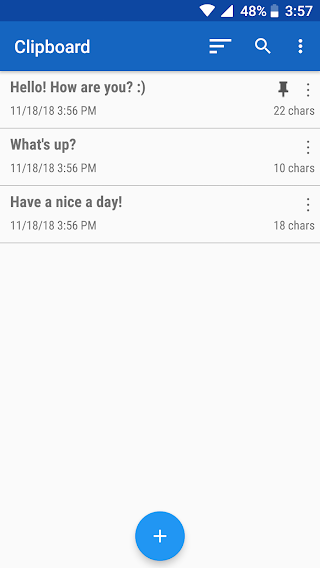 48% 3:57
Clipboard
Hello! How are you? :)
11/18/18 3:56 PM 22 chars
What's up?
11/18/18 3:56 PM 10 chars
Have a nice a day!
11/18/18 3:56 PM 18 chars